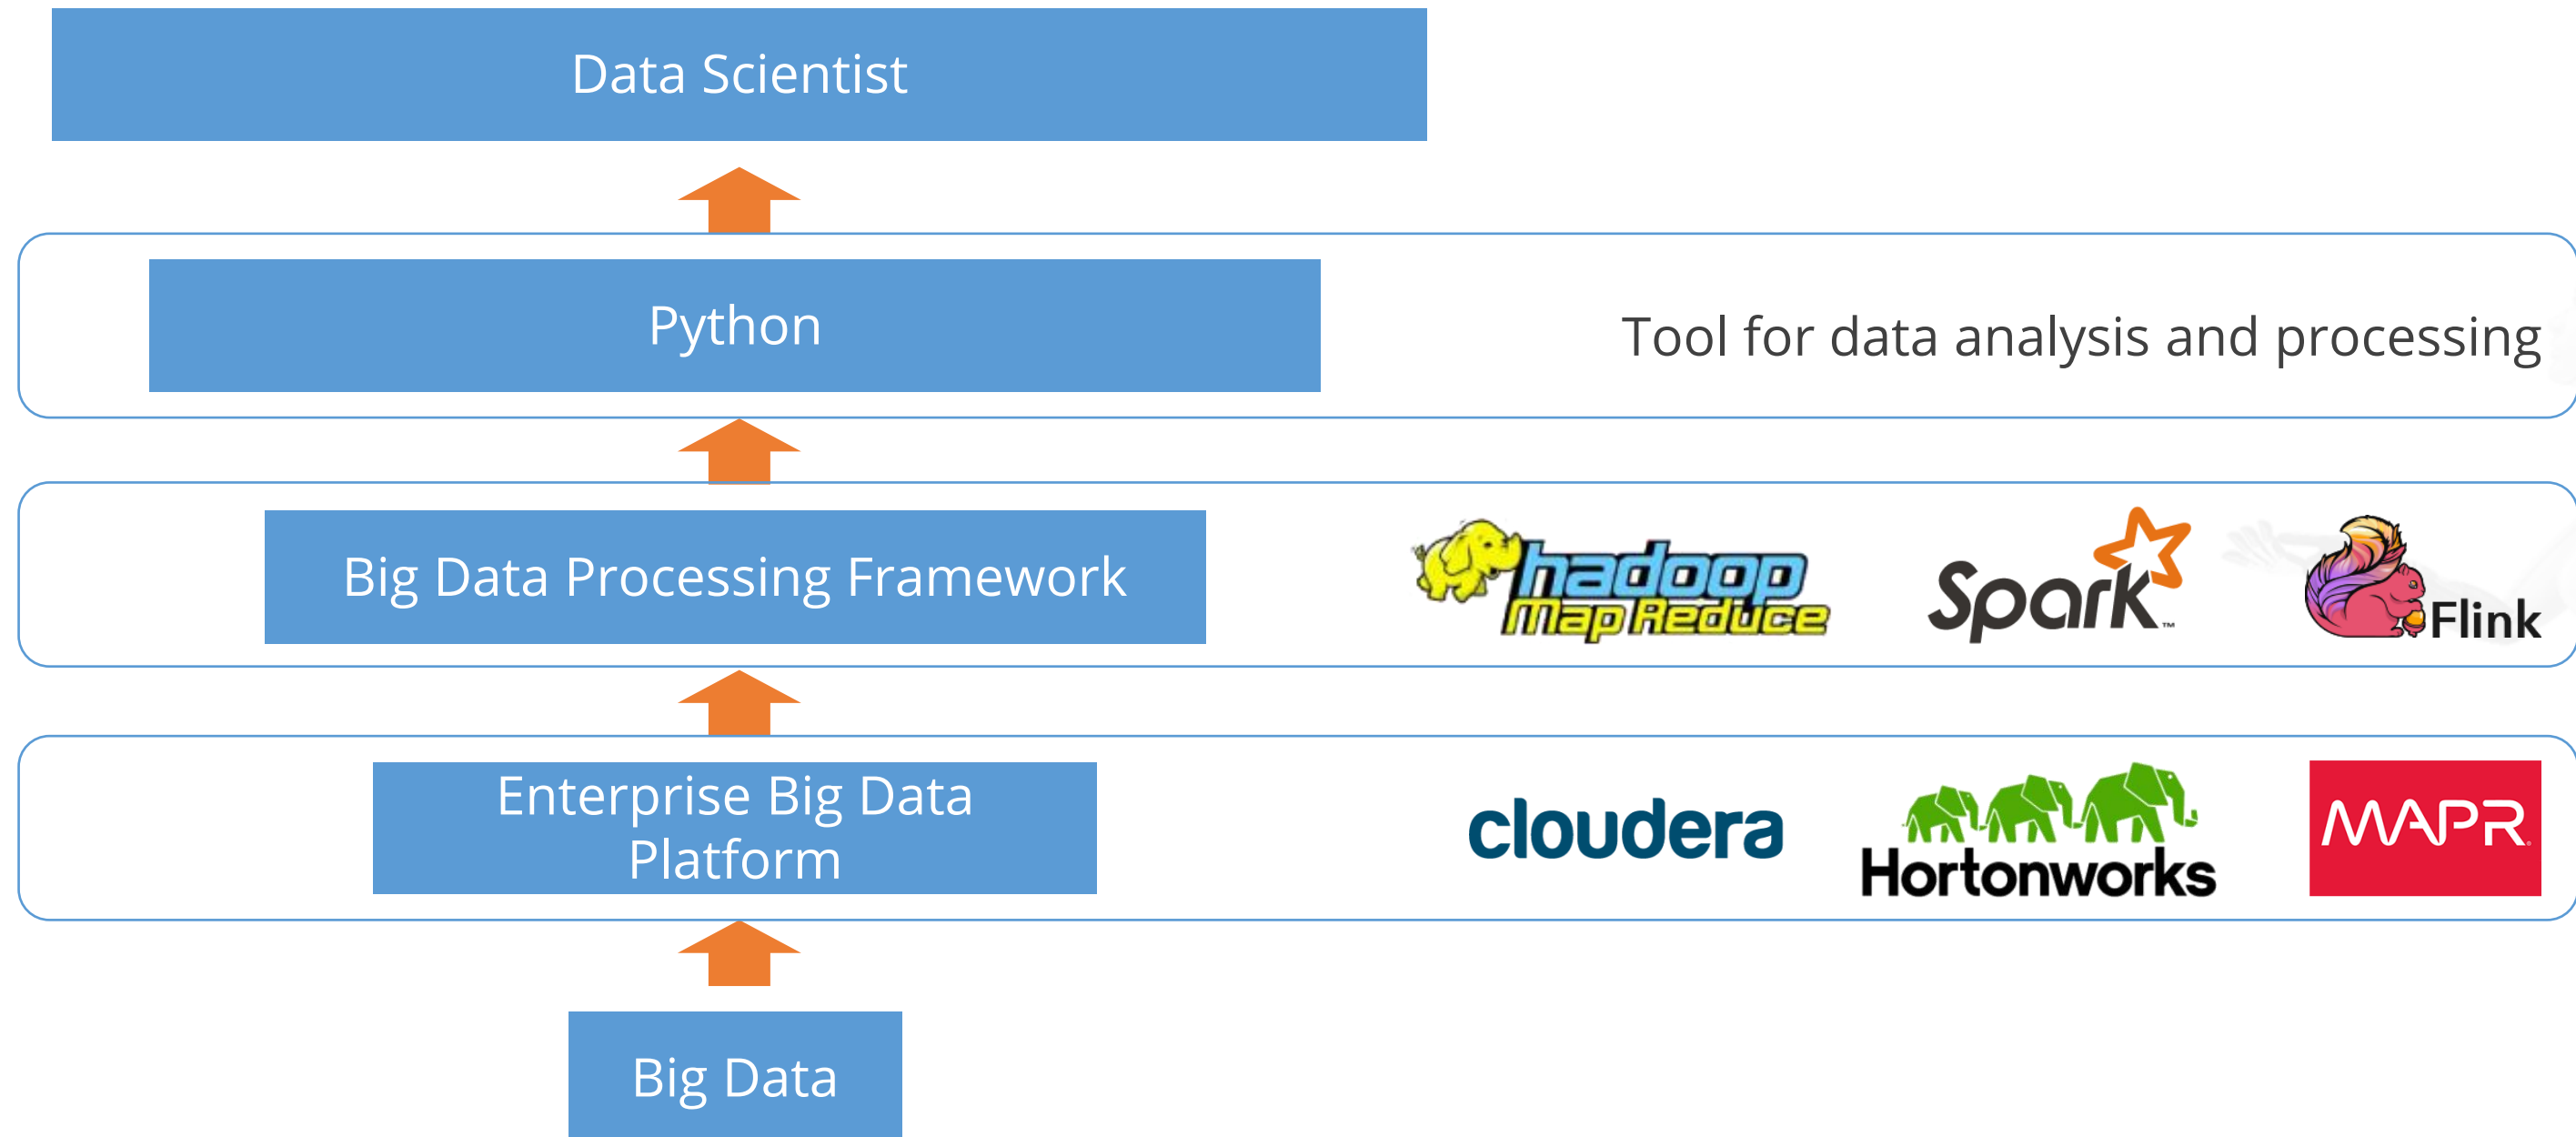 Data Scientist
Python
Tool for data analysis and processing
Big Data Processing Framework
hadoop
Map Reduce
Spark™
Flink
Enterprise Big Data
Platform
cloudera
Hortonworks
MAPR
Big Data